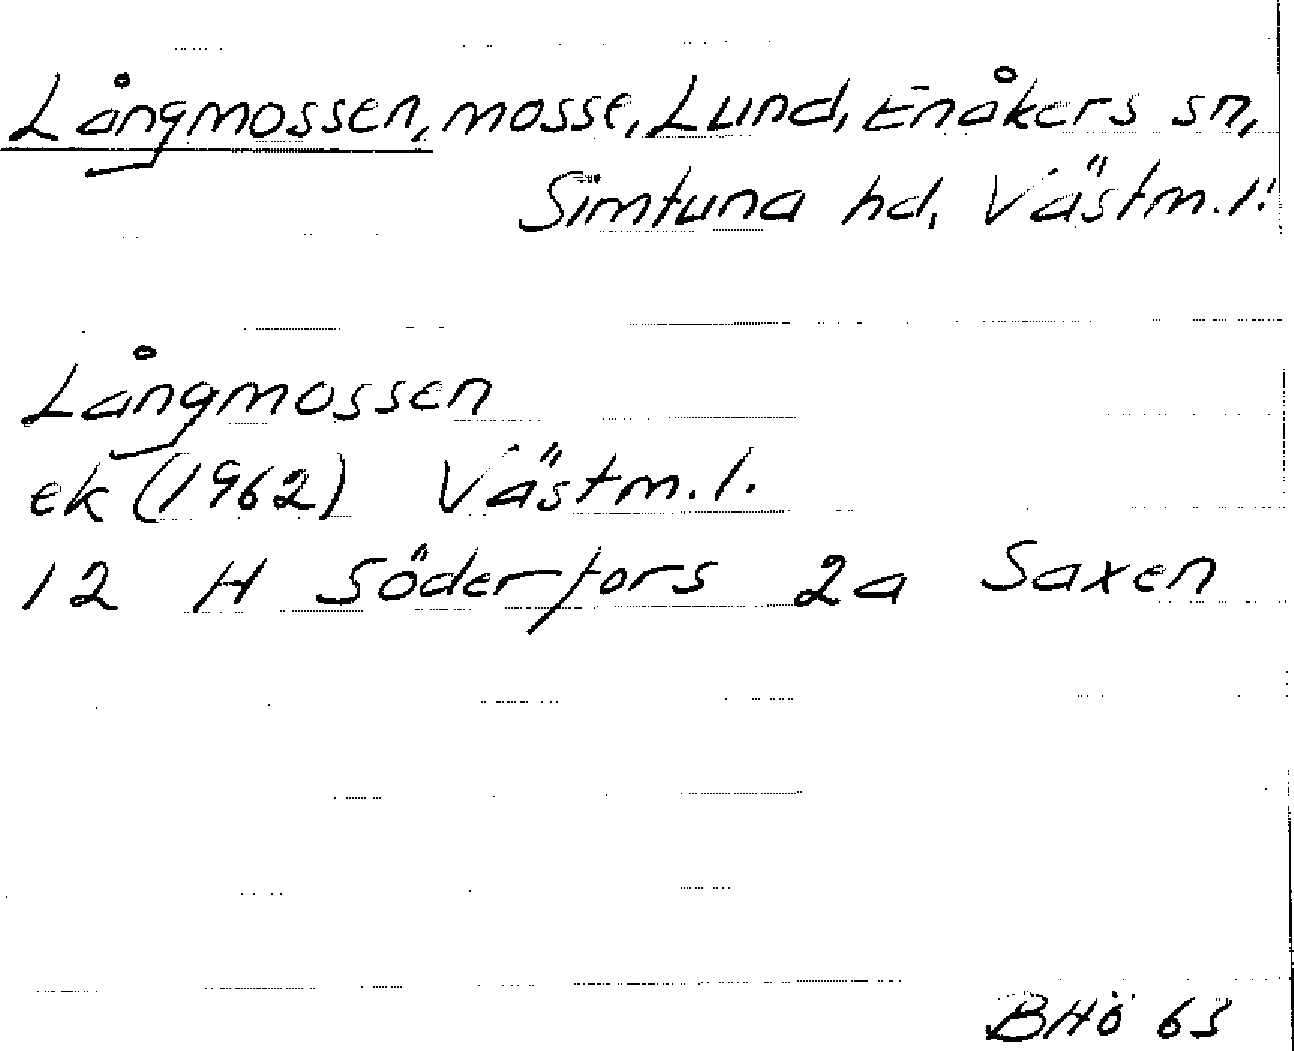 Långmossen, mosse, Lund, Enåkers sn,
Simtuna hd, Västm.l.
Långmossen
ek (1962) Västm.l.
12 H Söderfors 2a Saxen
BHö 63